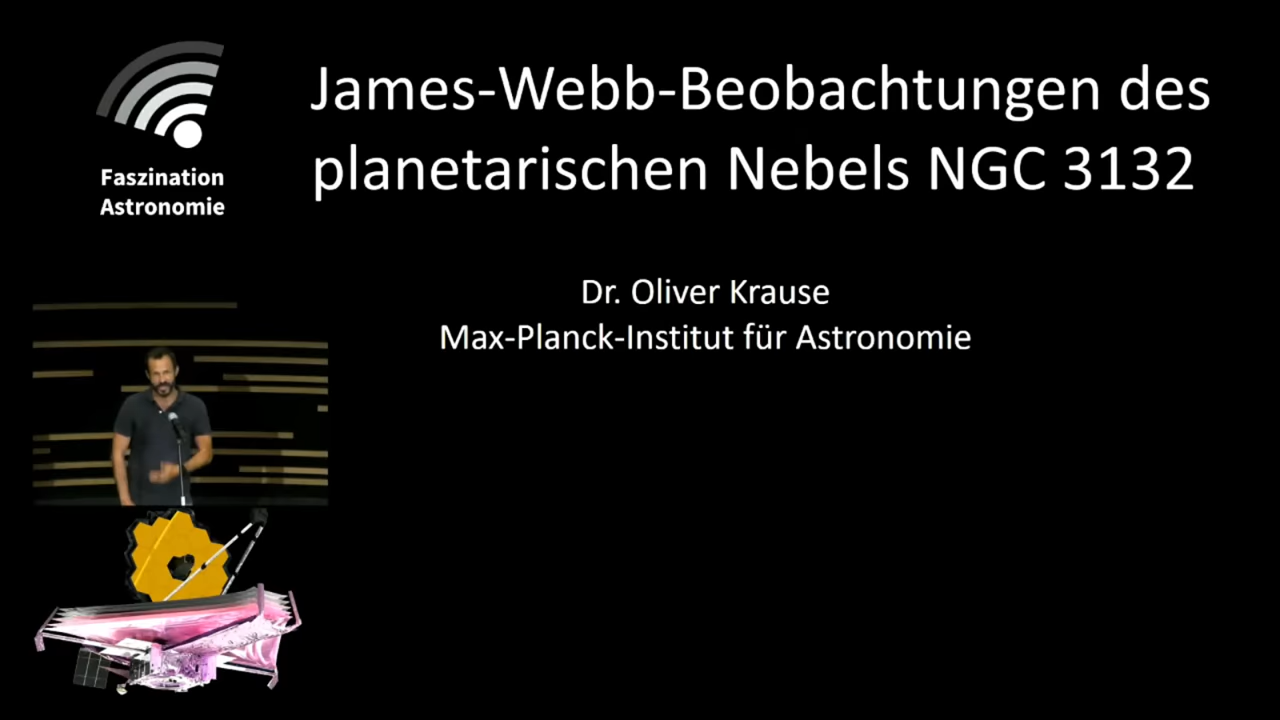 Faszination
Astronomie
James-Webb-Beobachtungen des
planetarischen Nebels NGC 3132
Dr. Oliver Krause
Max-Planck-Institut für Astronomie